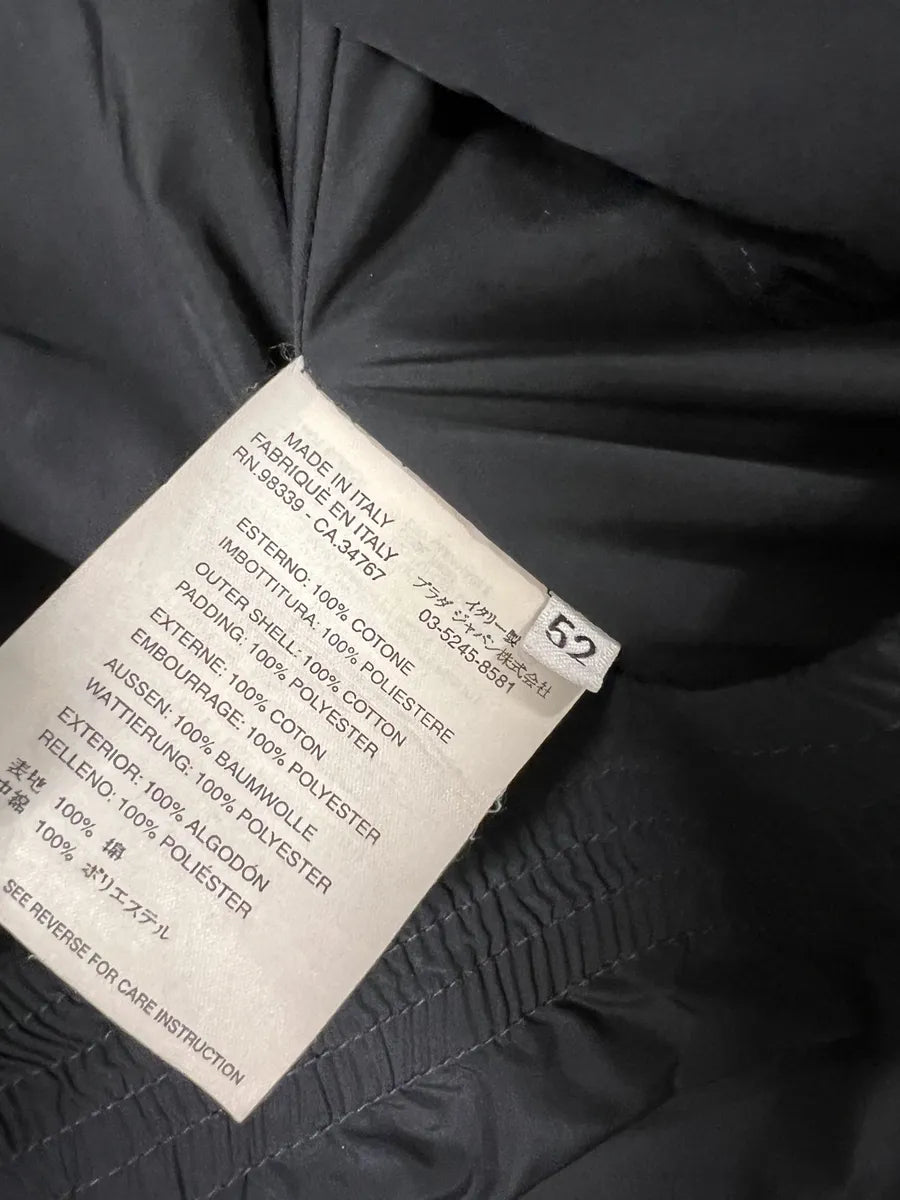 MADE IN ITALY
FABRIQUÈ EN ITALY
RN.98339 - CA.34767
イタリー製
プラダ ジャパン株式会社
03-5245-8581
52
ESTERNO: 100% COTONE
IMBOTTITURA: 100% POLIESTERE
OUTER SHELL: 100% COTTON
PADDING: 100% POLYESTER
EXTERNE: 100% COTON
EMBOURRAGE: 100% POLYESTER
AUSSEN: 100% BAUMWOLLE
WATTIERUNG: 100% POLYESTER
EXTERIOR: 100% ALGODÓN
RELLENO: 100% POLIÉSTER
表地 100% 綿
中綿 100% ポリエステル
SEE REVERSE FOR CARE INSTRUCTION